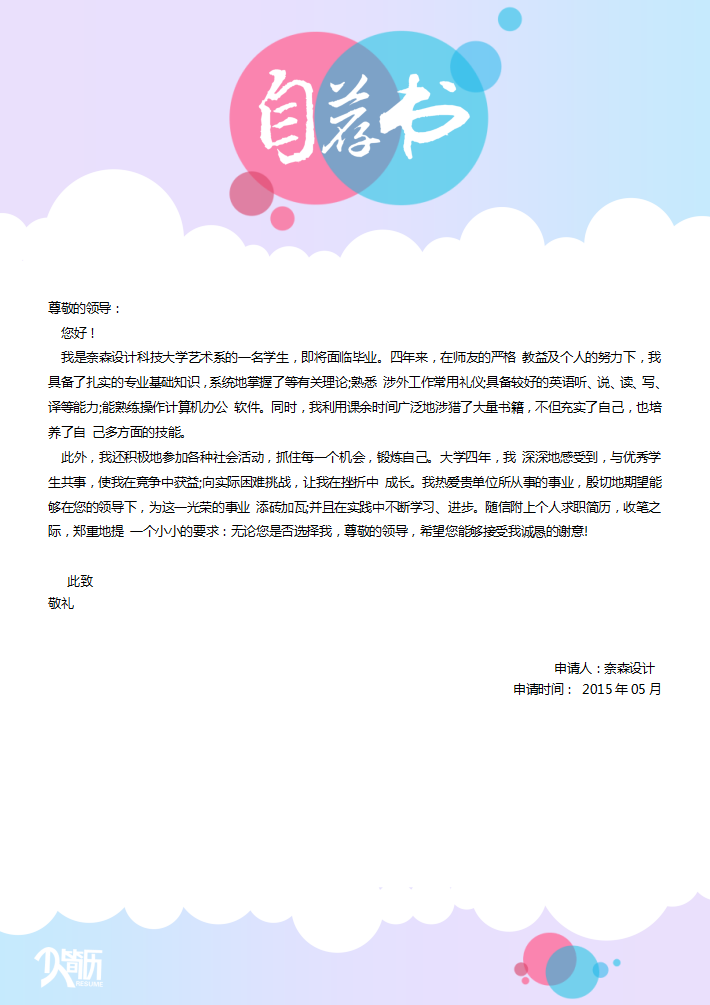 自荐书
尊敬的领导：
您好！
我是奈森设计科技大学艺术系的一名学生，即将面临毕业。四年来，在师友的严格 教益及个人的努力下，我
具备了扎实的专业基础知识，系统地掌握了等有关理论;熟悉 涉外工作常用礼仪;具备较好的英语听、说、读、写、
译等能力;能熟练操作计算机办公 软件。同时，我利用课余时间广泛地涉猎了大量书籍，不但充实了自己，也培
养了自 己多方面的技能。
此外，我还积极地参加各种社会活动，抓住每一个机会，锻炼自己。大学四年，我 深深地感受到，与优秀学
生共事，使我在竞争中获益;向实际困难挑战，让我在挫折中 成长。我热爱贵单位所从事的事业，殷切地期望能
够在您的领导下，为这一光荣的事业 添砖加瓦;并且在实践中不断学习、进步。随信附上个人求职简历，收笔之
际，郑重地提 一个小小的要求：无论您是否选择我，尊敬的领导，希望您能够接受我诚恳的谢意!
此致
敬礼
申请人：奈森设计
申请时间： 2015 年 05 月
个人简历
RESUME